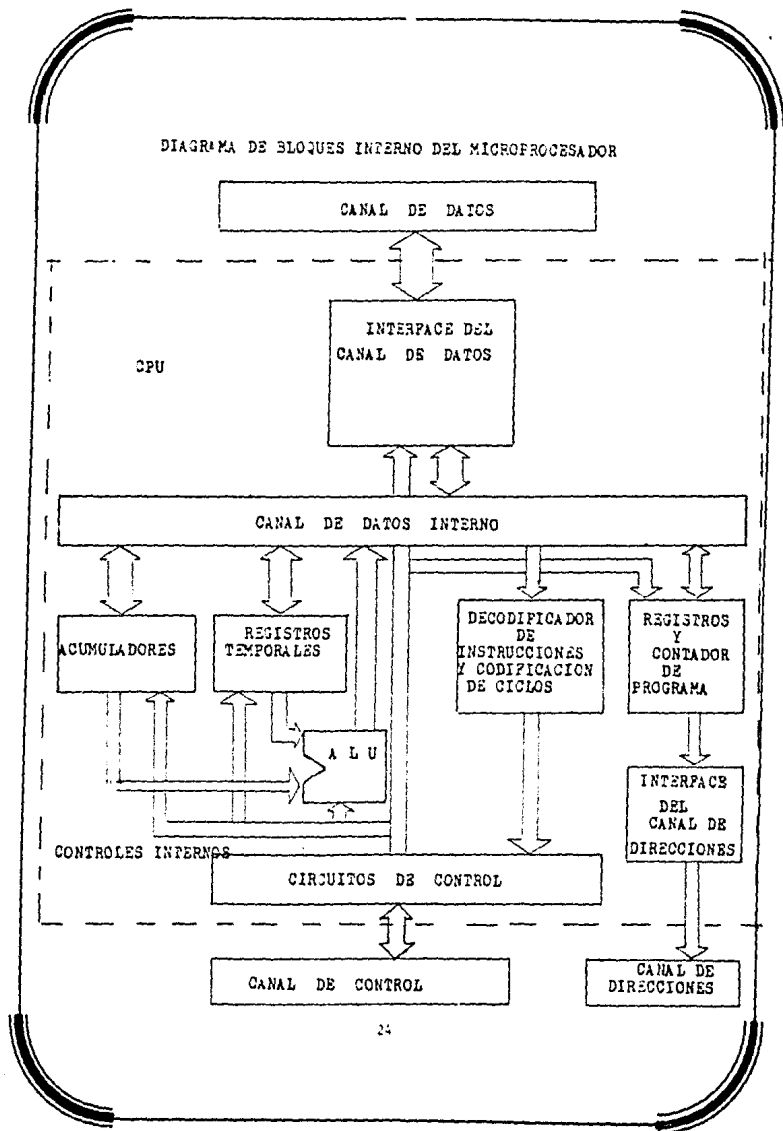 DIAGRAMA DE BLOQUES INTERNO DEL MICROPROCESADOR
CANAL DE DATOS
INTERFACE DEL
CANAL DE DATOS
CPU
CANAL DE DATOS INTERNO
ACUMULADORES
REGISTROS
TEMPORALES
DECODIFICADOR
DE
INSTRUCCIONES
Y CODIFICACION
DE CICLOS
REGISTROS
Y
CONTADOR
DE
PROGRAMA
A L U
INTERFACE
DEL
CANAL DE
DIRECCIONES
CONTROLES INTERNOS
CIRCUITOS DE CONTROL
CANAL DE CONTROL
CANAL DE
DIRECCIONES
24